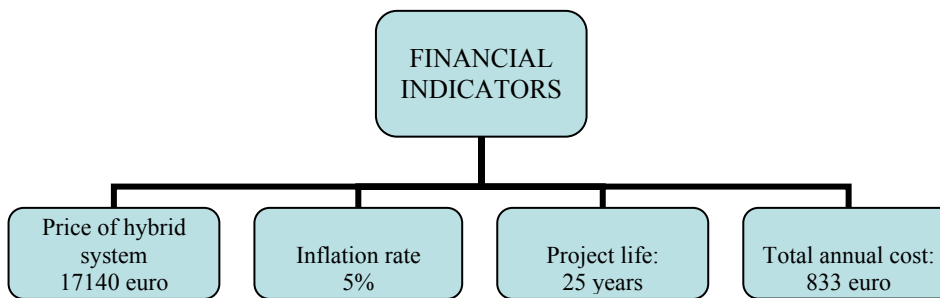 FINANCIAL
INDICATORS
Price of hybrid
system
17140 euro
Inflation rate
5%
Project life:
25 years
Total annual cost:
833 euro